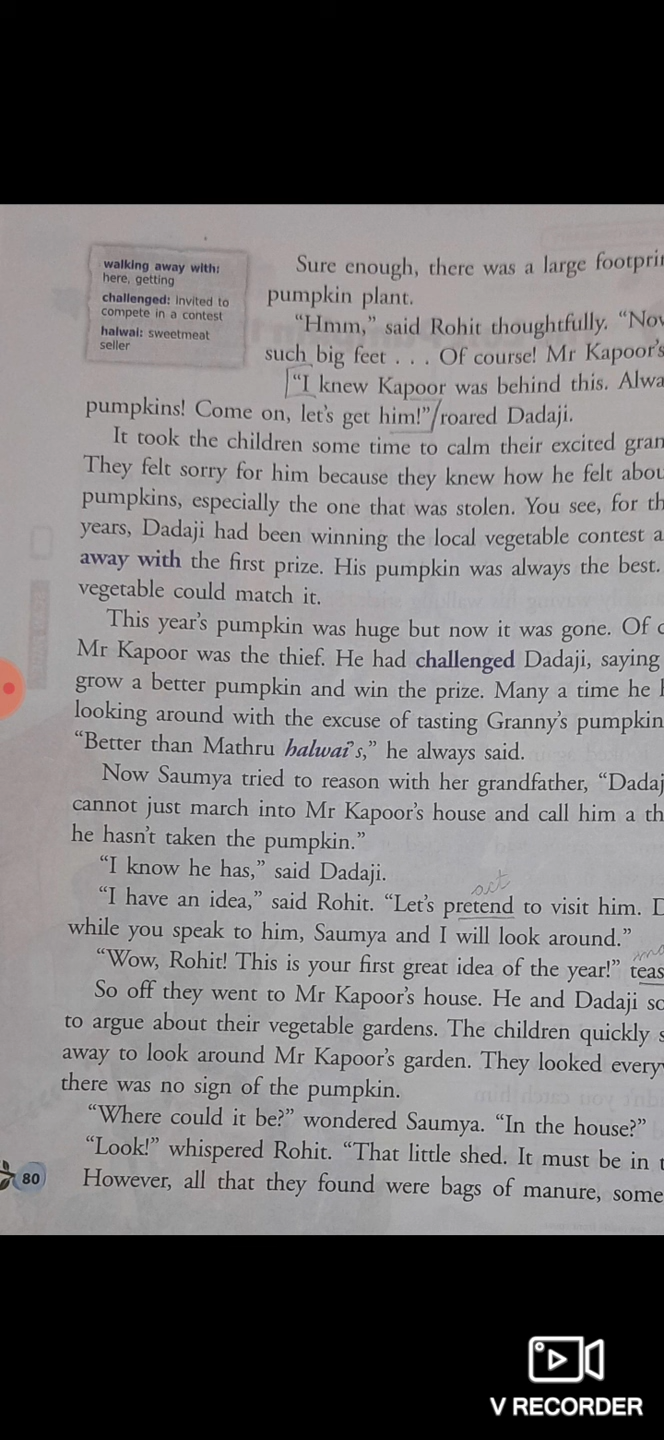 walking away with:
here, getting
challenged: invited to
compete in a contest
halwai: sweetmeat
seller
Sure enough, there was a large
pumpkin plant.
“Hmm,” said Rohit thoughtfully.
such big feet . . . Of course! Mr Kapoor’s
“I knew Kapoor was behind this.
pumpkins! Come on, let’s get him!” roared Dadaji.
It took the children some time to calm their excited
They felt sorry for him because they knew how he felt
pumpkins, especially the one that was stolen. You see, for
years, Dadaji had been winning the local vegetable contest
away with the first prize. His pumpkin was always the best.
vegetable could match it.
This year’s pumpkin was huge but now it was gone. Of
Mr Kapoor was the thief. He had challenged Dadaji, saying
grow a better pumpkin and win the prize. Many a time he
looking around with the excuse of tasting Granny’s pumpkin
“Better than Mathru halwai’s,” he always said.
Now Saumya tried to reason with her grandfather,
cannot just march into Mr Kapoor’s house and call him a
he hasn’t taken the pumpkin.”
“I know he has,” said Dadaji.
act
“I have an idea,” said Rohit. “Let’s pretend to visit him.
while you speak to him, Saumya and I will look around.”
“Wow, Rohit! This is your first great idea of the year!”
So off they went to Mr Kapoor’s house. He and Dadaji
to argue about their vegetable gardens. The children quickly
away to look around Mr Kapoor’s garden. They looked
there was no sign of the pumpkin.
“Where could it be?” wondered Saumya. “In the house?”
“Look!” whispered Rohit. “That little shed. It must be in
However, all that they found were bags of manure, some
80
V RECORDER